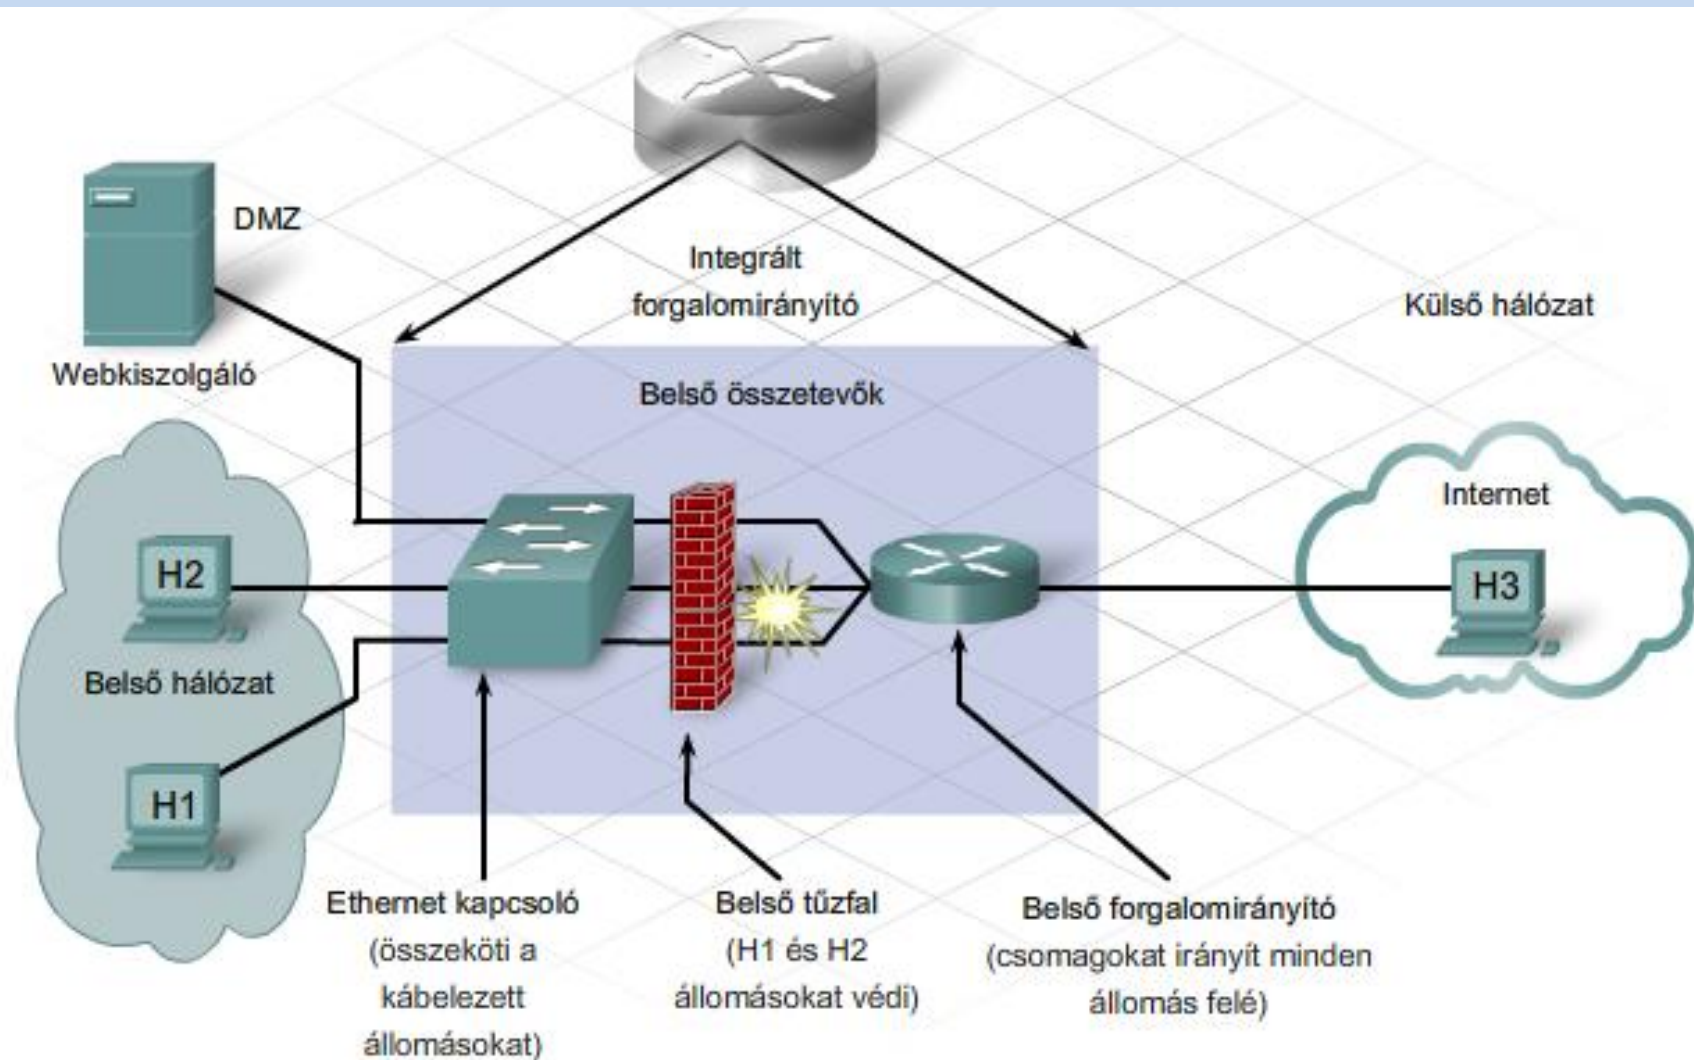 DMZ
Integrált
forgalomirányító
Külső hálózat
Webkiszolgáló
Belső összetevők
Internet
H2
H3
Belső hálózat
H1
Ethernet kapcsoló
(összeköti a
kábelezett
állomásokat)
Belső tűzfal
(H1 és H2
állomásokat védi)
Belső forgalomirányító
(csomagokat irányít minden
állomás felé)